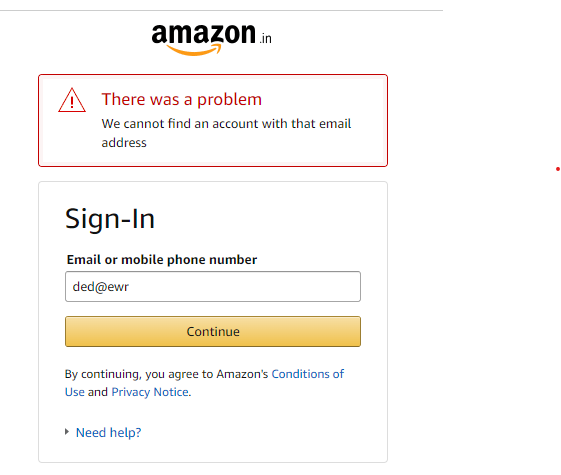 amazon.in
There was a problem
We cannot find an account with that email
address
Sign-In
Email or mobile phone number
ded@ewr
Continue
By continuing, you agree to Amazon's Conditions of
Use and Privacy Notice.
Need help?